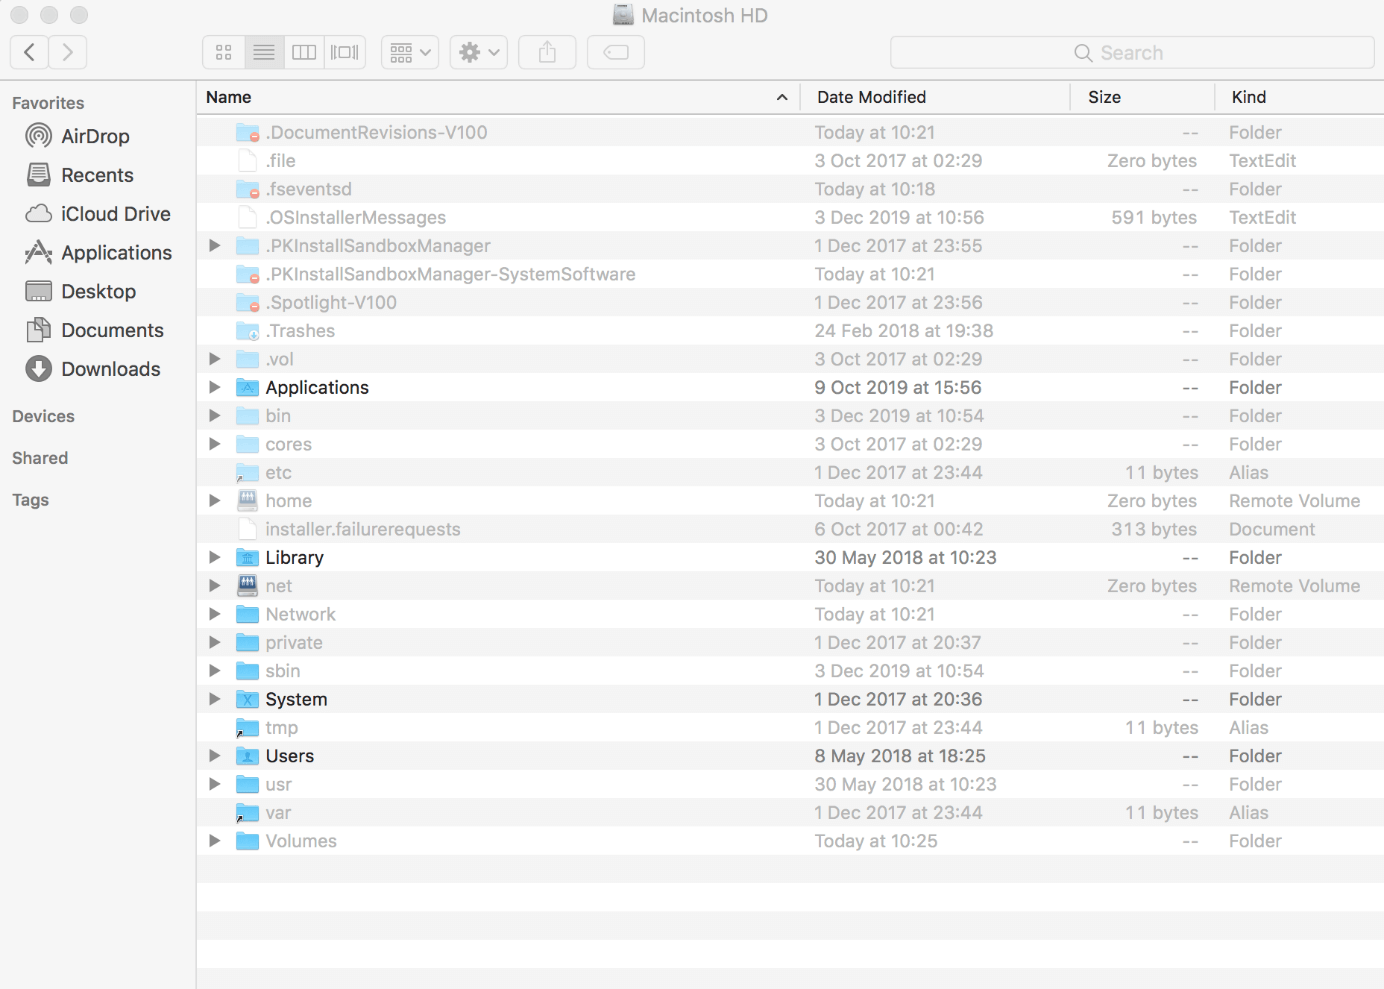 Macintosh HD
Search
Favorites
AirDrop
Recents
iCloud Drive
Applications
Desktop
Documents
Downloads
Devices
Shared
Tags
Name Date Modified Size Kind
.DocumentRevisions-V100 Today at 10:21 -- Folder
.file 3 Oct 2017 at 02:29 Zero bytes TextEdit
.fseventsd Today at 10:18 -- Folder
.OSInstallerMessages 3 Dec 2019 at 10:56 591 bytes TextEdit
.PKInstallSandboxManager 1 Dec 2017 at 23:55 -- Folder
.PKInstallSandboxManager-SystemSoftware Today at 10:21 -- Folder
.Spotlight-V100 1 Dec 2017 at 23:56 -- Folder
.Trashes 24 Feb 2018 at 19:38 -- Folder
.vol 3 Oct 2017 at 02:29 -- Folder
Applications 9 Oct 2019 at 15:56 -- Folder
bin 3 Dec 2019 at 10:54 -- Folder
cores 3 Oct 2017 at 02:29 -- Folder
etc 1 Dec 2017 at 23:44 11 bytes Alias
home Today at 10:21 Zero bytes Remote Volume
installer.failurerequests 6 Oct 2017 at 00:42 313 bytes Document
Library 30 May 2018 at 10:23 -- Folder
net Today at 10:21 Zero bytes Remote Volume
Network Today at 10:21 -- Folder
private 1 Dec 2017 at 20:37 -- Folder
sbin 3 Dec 2019 at 10:54 -- Folder
System 1 Dec 2017 at 20:36 -- Folder
tmp 1 Dec 2017 at 23:44 11 bytes Alias
Users 8 May 2018 at 18:25 -- Folder
usr 30 May 2018 at 10:23 -- Folder
var 1 Dec 2017 at 23:44 11 bytes Alias
Volumes Today at 10:25 -- Folder